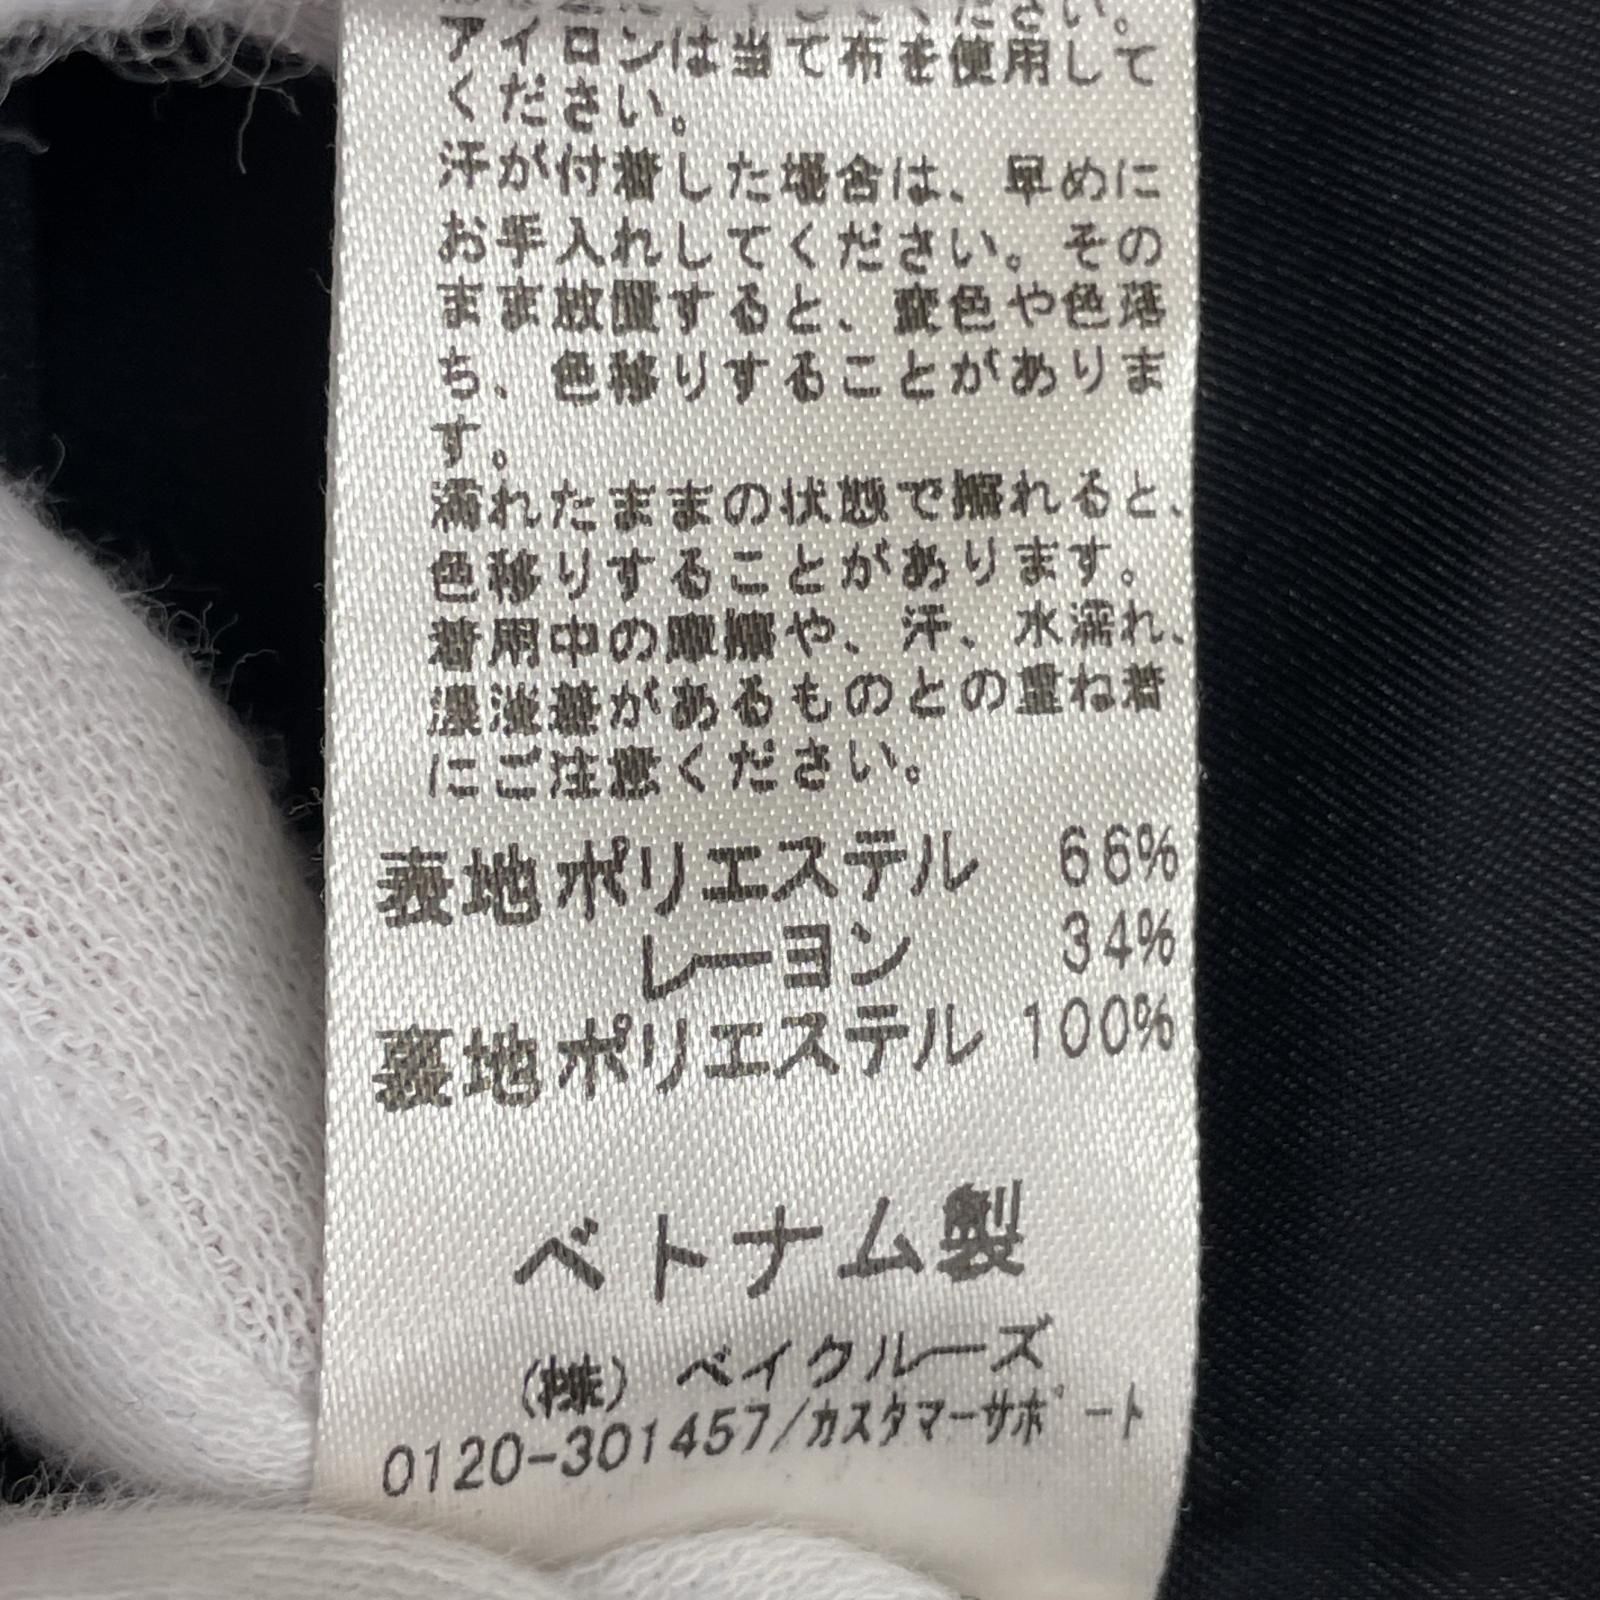 ください。
アイロンは当て布を使用して
ください。
汗が付着した場合は、早めに
お手入れしてください。その
まま放置すると、変色や色落
ち、色移りすることがありま
す。
濡れたままの状態で擦れると、
色移りすることがあります。
着用中の摩擦や、汗、水濡れ、
濃淡差があるものとの重ね着
にご注意ください。
表地ポリエステル 66%
レーヨン 34%
裏地ポリエステル 100%
ベトナム製
(株) ベイクルーズ
0120-301457/カスタマーサポート